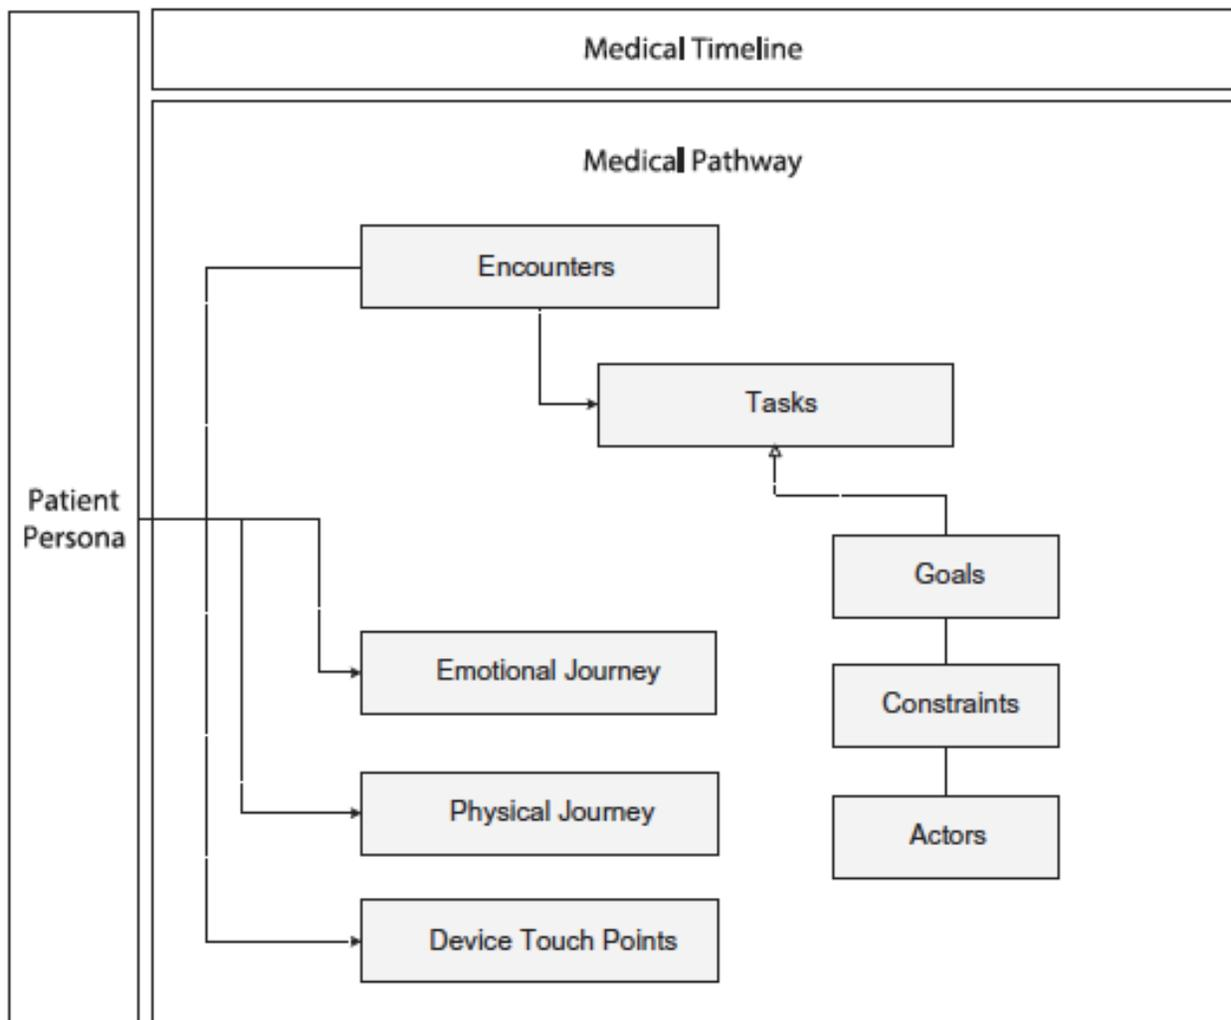 Medical Timeline
Medical Pathway
Encounters
Tasks
Patient
Persona
Goals
Emotional Journey
Constraints
Physical Journey
Actors
Device Touch Points